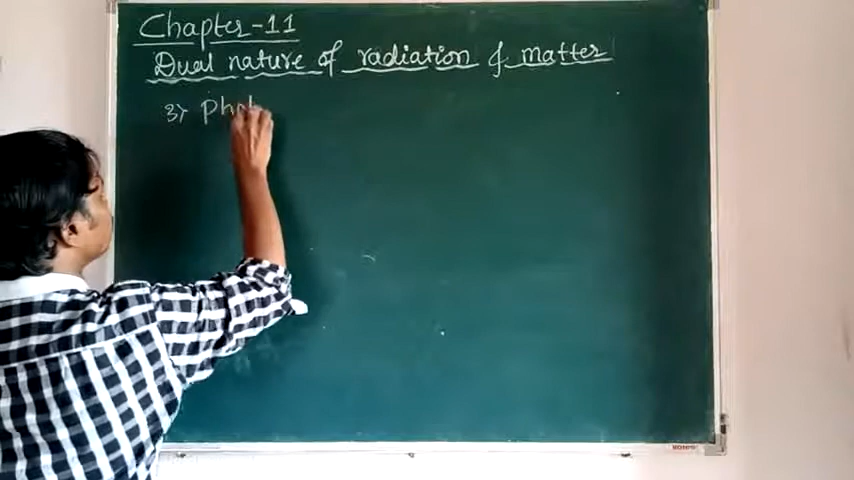 Chapter-11
Dual nature of radiation & matter
3) Phot